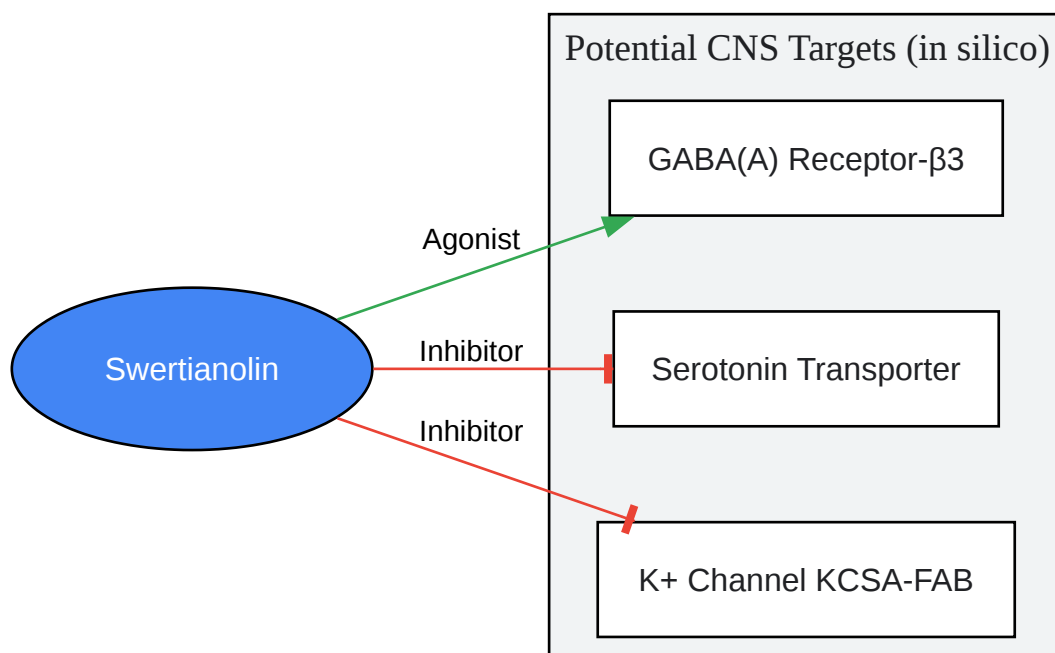 Potential CNS Targets (in silico)
GABA(A) Receptor-β3
Agonist
Inhibitor
Swertianolin
Serotonin Transporter
Inhibitor
K+ Channel KCSA-FAB